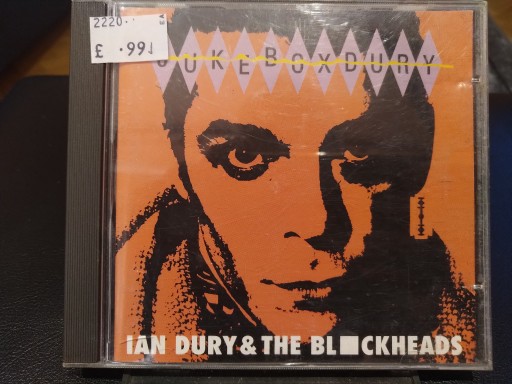 2220
£ .99
JUKEBOXDURY
IAN DURY & THE BL■CKHEADS